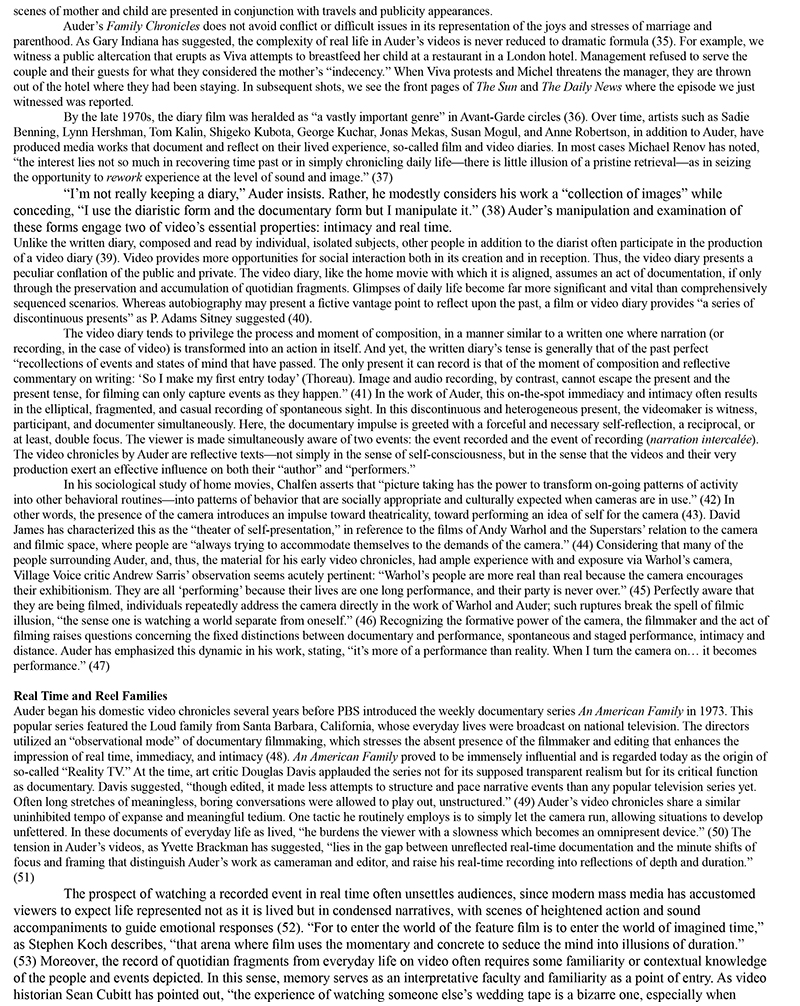 scenes of mother and child are presented in conjunction with travels and publicity appearances.
Auder's Family Chronicles does not avoid conflict or difficult issues in its representation of the joys and stresses of marriage and
parenthood. As Gary Indiana has suggested, the complexity of real life in Auder's videos is never reduced to dramatic formula (35). For example, we
witness a public altercation that erupts as Viva attempts to breastfeed her child at a restaurant in a London hotel. Management refused to serve the
couple and their guests for what they considered the mother's “indecency.” When Viva protests and Michel threatens the manager, they are thrown
out of the hotel where they had been staying. In subsequent shots, we see the front pages of The Sun and The Daily News where the episode we just
witnessed was reported.
By the late 1970s, the diary film was heralded as “a vastly important genre” in Avant-Garde circles (36). Over time, artists such as Sadie
Benning, Lynn Hershman, Tom Kalin, Shigeko Kubota, George Kuchar, Jonas Mekas, Susan Mogul, and Anne Robertson, in addition to Auder, have
produced media works that document and reflect on their lived experience, so-called film and video diaries. In most cases Michael Renov has noted,
“the interest lies not so much in recovering time past or in simply chronicling daily life—there is little illusion of a pristine retrieval—as in seizing
the opportunity to rework experience at the level of sound and image.” (37)
“I'm not really keeping a diary,” Auder insists. Rather, he modestly considers his work a “collection of images” while
conceding, “I use the diaristic form and the documentary form but I manipulate it.” (38) Auder's manipulation and examination of
these forms engage two of video's essential properties: intimacy and real time.
Unlike the written diary, composed and read by individual, isolated subjects, other people in addition to the diarist often participate in the production
of a video diary (39). Video provides more opportunities for social interaction both in its creation and in reception. Thus, the video diary presents a
peculiar conflation of the public and private. The video diary, like the home movie with which it is aligned, assumes an act of documentation, if only
through the preservation and accumulation of quotidian fragments. Glimpses of daily life become far more significant and vital than comprehensively
sequenced scenarios. Whereas autobiography may present a fictive vantage point to reflect upon the past, a film or video diary provides “a series of
discontinuous presents” as P. Adams Sitney suggested (40).
The video diary tends to privilege the process and moment of composition, in a manner similar to a written one where narration (or
recording, in the case of video) is transformed into an action in itself. And yet, the written diary's tense is generally that of the past perfect
“recollections of events and states of mind that have passed. The only present it can record is that of the moment of composition and reflective
commentary on writing: ‘So I make my first entry today’ (Thoreau). Image and audio recording, by contrast, cannot escape the present and the
present tense, for filming can only capture events as they happen.” (41) In the work of Auder, this on-the-spot immediacy and intimacy often results
in the elliptical, fragmented, and casual recording of spontaneous sight. In this discontinuous and heterogeneous present, the videomaker is witness,
participant, and documenter simultaneously. Here, the documentary impulse is greeted with a forceful and necessary self-reflection, a reciprocal, or
at least, double focus. The viewer is made simultaneously aware of two events: the event recorded and the event of recording (narration intercalée).
The video chronicles by Auder are reflective texts—not simply in the sense of self-consciousness, but in the sense that the videos and their very
production exert an effective influence on both their “author” and “performers.”
In his sociological study of home movies, Chalfen asserts that “picture taking has the power to transform on-going patterns of activity
into other behavioral routines—into patterns of behavior that are socially appropriate and culturally expected when cameras are in use.” (42) In
other words, the presence of the camera introduces an impulse toward theatricality, toward performing an idea of self for the camera (43). David
James has characterized this as the “theater of self-presentation,” in reference to the films of Andy Warhol and the Superstars' relation to the camera
and filmic space, where people are “always trying to accommodate themselves to the demands of the camera.” (44) Considering that many of the
people surrounding Auder, and, thus, the material for his early video chronicles, had ample experience with and exposure via Warhol's camera,
Village Voice critic Andrew Sarris' observation seems acutely pertinent: “Warhol's people are more real than real because the camera encourages
their exhibitionism. They are all ‘performing’ because their lives are one long performance, and their party is never over.” (45) Perfectly aware that
they are being filmed, individuals repeatedly address the camera directly in the work of Warhol and Auder; such ruptures break the spell of filmic
illusion, “the sense one is watching a world separate from oneself.” (46) Recognizing the formative power of the camera, the filmmaker and the act of
filming raises questions concerning the fixed distinctions between documentary and performance, spontaneous and staged performance, intimacy and
distance. Auder has emphasized this dynamic in his work, stating, “it's more of a performance than reality. When I turn the camera on… it becomes
performance.” (47)
Real Time and Reel Families
Auder began his domestic video chronicles several years before PBS introduced the weekly documentary series An American Family in 1973. This
popular series featured the Loud family from Santa Barbara, California, whose everyday lives were broadcast on national television. The directors
utilized an “observational mode” of documentary filmmaking, which stresses the absent presence of the filmmaker and editing that enhances the
impression of real time, immediacy, and intimacy (48). An American Family proved to be immensely influential and is regarded today as the origin of
so-called “Reality TV.” At the time, art critic Douglas Davis applauded the series not for its supposed transparent realism but for its critical function
as documentary. Davis suggested, “though edited, it made less attempts to structure and pace narrative events than any popular television series yet.
Often long stretches of meaningless, boring conversations were allowed to play out, unstructured.” (49) Auder's video chronicles share a similar
uninhibited tempo of expanse and meaningful tedium. One tactic he routinely employs is to simply let the camera run, allowing situations to develop
unfettered. In these documents of everyday life as lived, “he burdens the viewer with a slowness which becomes an omnipresent device.” (50) The
tension in Auder's videos, as Yvette Brackman has suggested, “lies in the gap between unreflected real-time documentation and the minute shifts of
focus and framing that distinguish Auder's work as cameraman and editor, and raise his real-time recording into reflections of depth and duration.”
(51)
The prospect of watching a recorded event in real time often unsettles audiences, since modern mass media has accustomed
viewers to expect life represented not as it is lived but in condensed narratives, with scenes of heightened action and sound
accompaniments to guide emotional responses (52). “For to enter the world of the feature film is to enter the world of imagined time,”
as Stephen Koch describes, “that arena where film uses the momentary and concrete to seduce the mind into illusions of duration.”
(53) Moreover, the record of quotidian fragments from everyday life on video often requires some familiarity or contextual knowledge
of the people and events depicted. In this sense, memory serves as an interpretative faculty and familiarity as a point of entry. As video
historian Sean Cubitt has pointed out, “the experience of watching someone else's wedding tape is a bizarre one, especially when